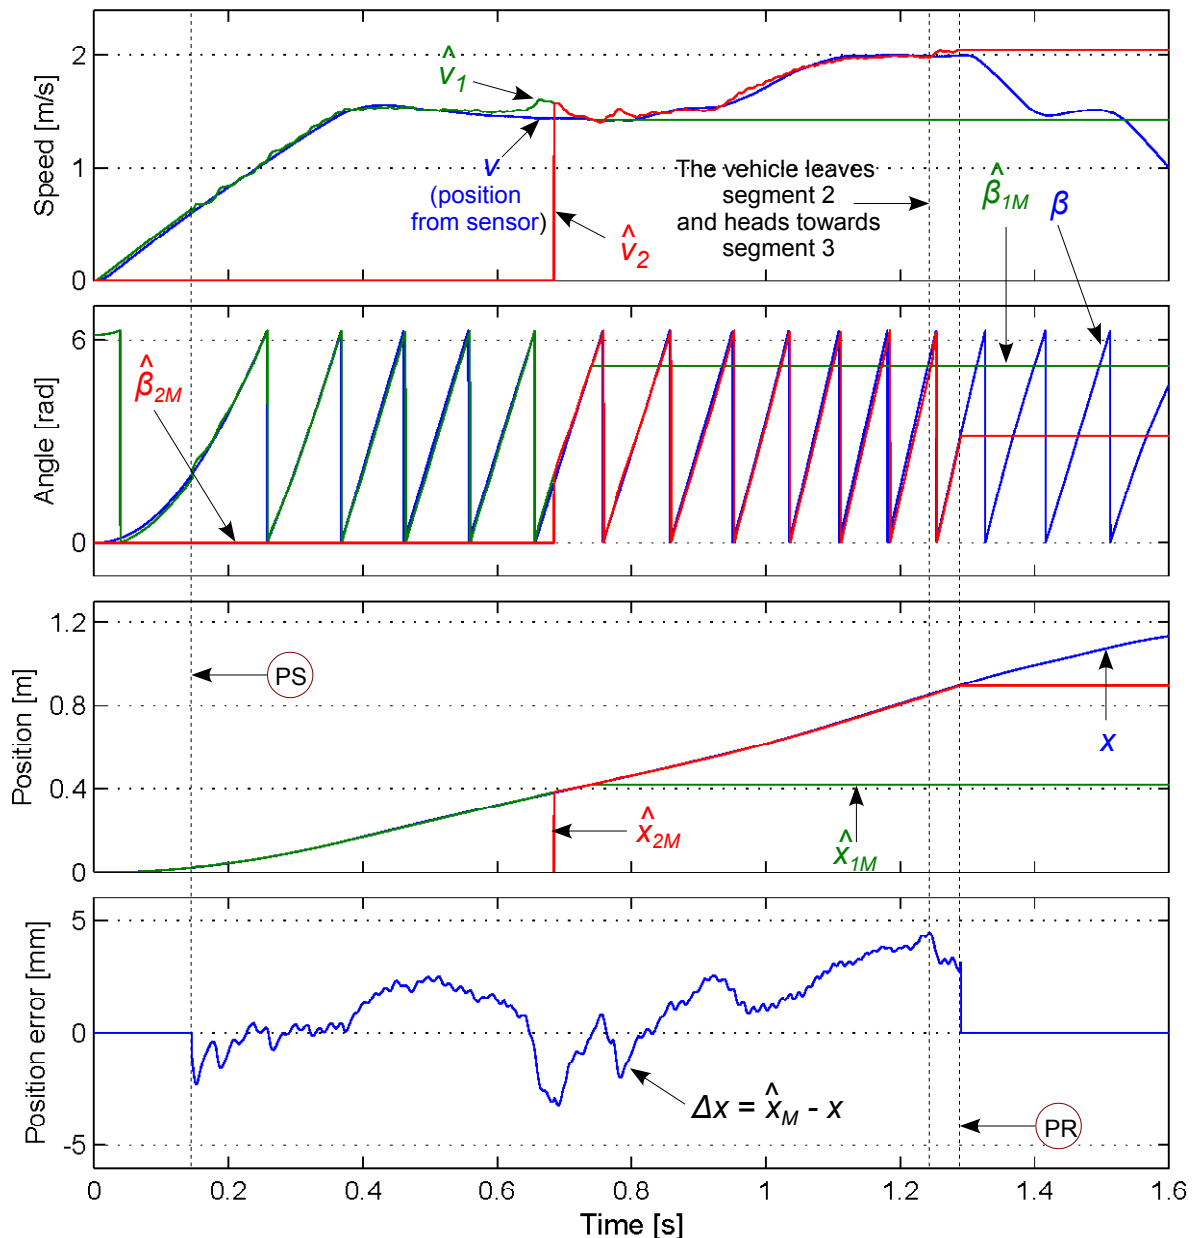 2
1
0
Speed [m/s]
v̂1
v
(position
from sensor)
v̂2
The vehicle leaves
segment 2
and heads towards
segment 3
β̂1M
β
6
0
Angle [rad]
β̂2M
1.2
0.8
0.4
0
Position [m]
PS
x
x̂2M
x̂1M
5
0
-5
Position error [mm]
Δx = x̂M - x
PR
0
0.2
0.4
0.6
0.8
1
1.2
1.4
1.6
Time [s]